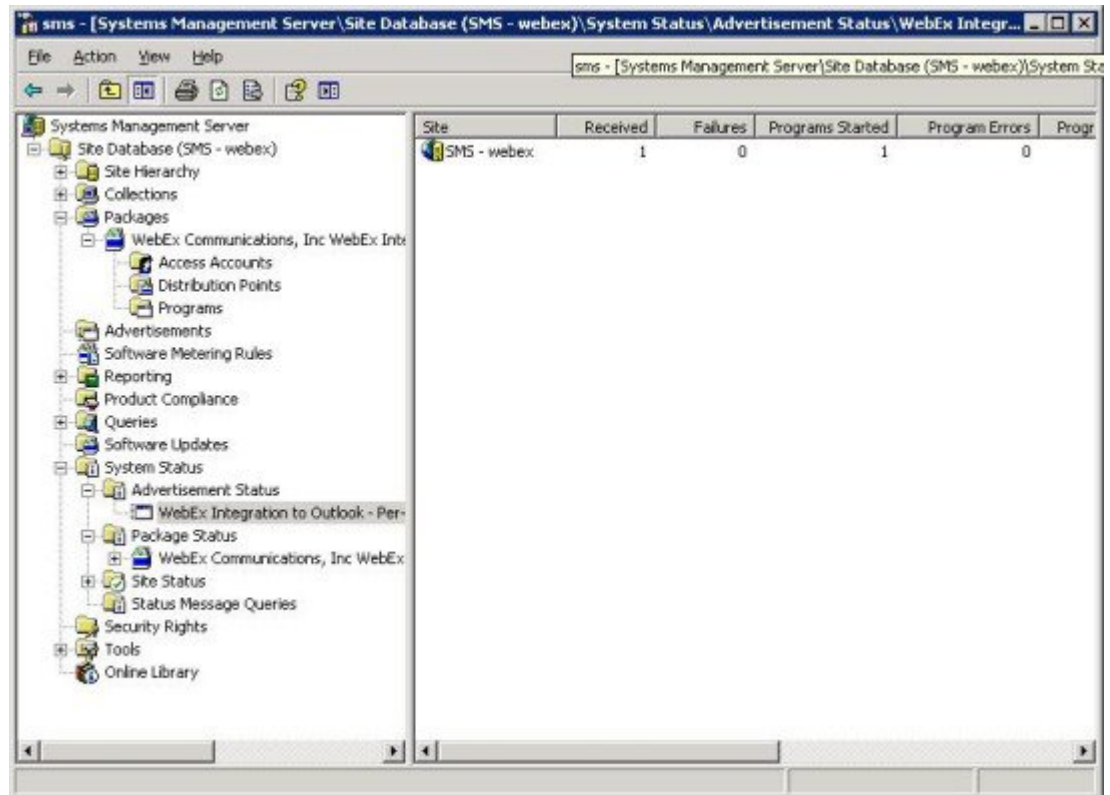 sms - [Systems Management Server\Site Database (SMS - webex)\System Status\Advertisement Status\WebEx Integr...
File Action View Help
sms - [Systems Management Server\Site Database (SMS - webex)\System Sta
Systems Management Server
Site Database (SMS - webex)
Site Hierarchy
Collections
Packages
WebEx Communications, Inc WebEx Inte
Access Accounts
Distribution Points
Programs
Advertisements
Software Metering Rules
Reporting
Product Compliance
Queries
Software Updates
System Status
Advertisement Status
WebEx Integration to Outlook - Per-
Package Status
WebEx Communications, Inc WebEx
Site Status
Status Message Queries
Security Rights
Tools
Online Library
Site Received Failures Programs Started Program Errors Progr
SMS - webex 1 0 1 0